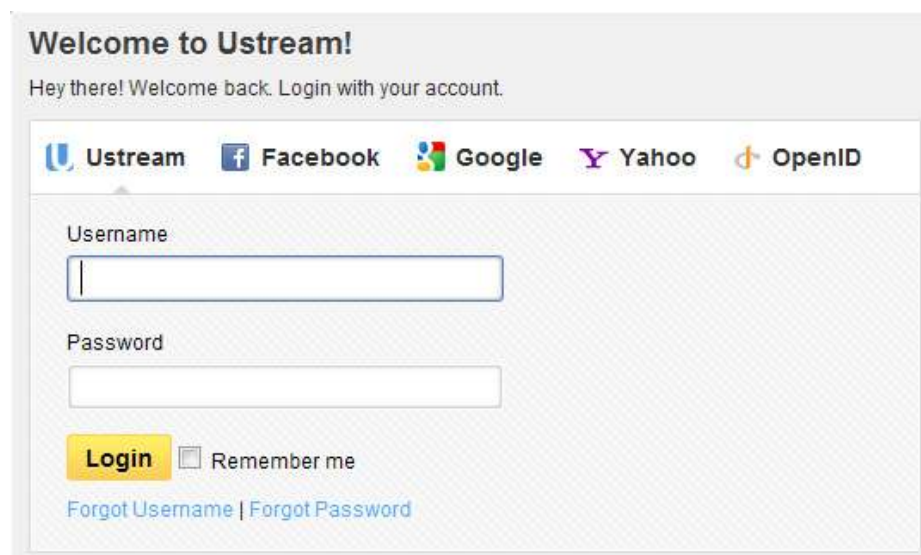 Welcome to Ustream!
Hey there! Welcome back. Login with your account.
Ustream Facebook Google Yahoo OpenID
Username
Password
Login Remember me
Forgot Username | Forgot Password